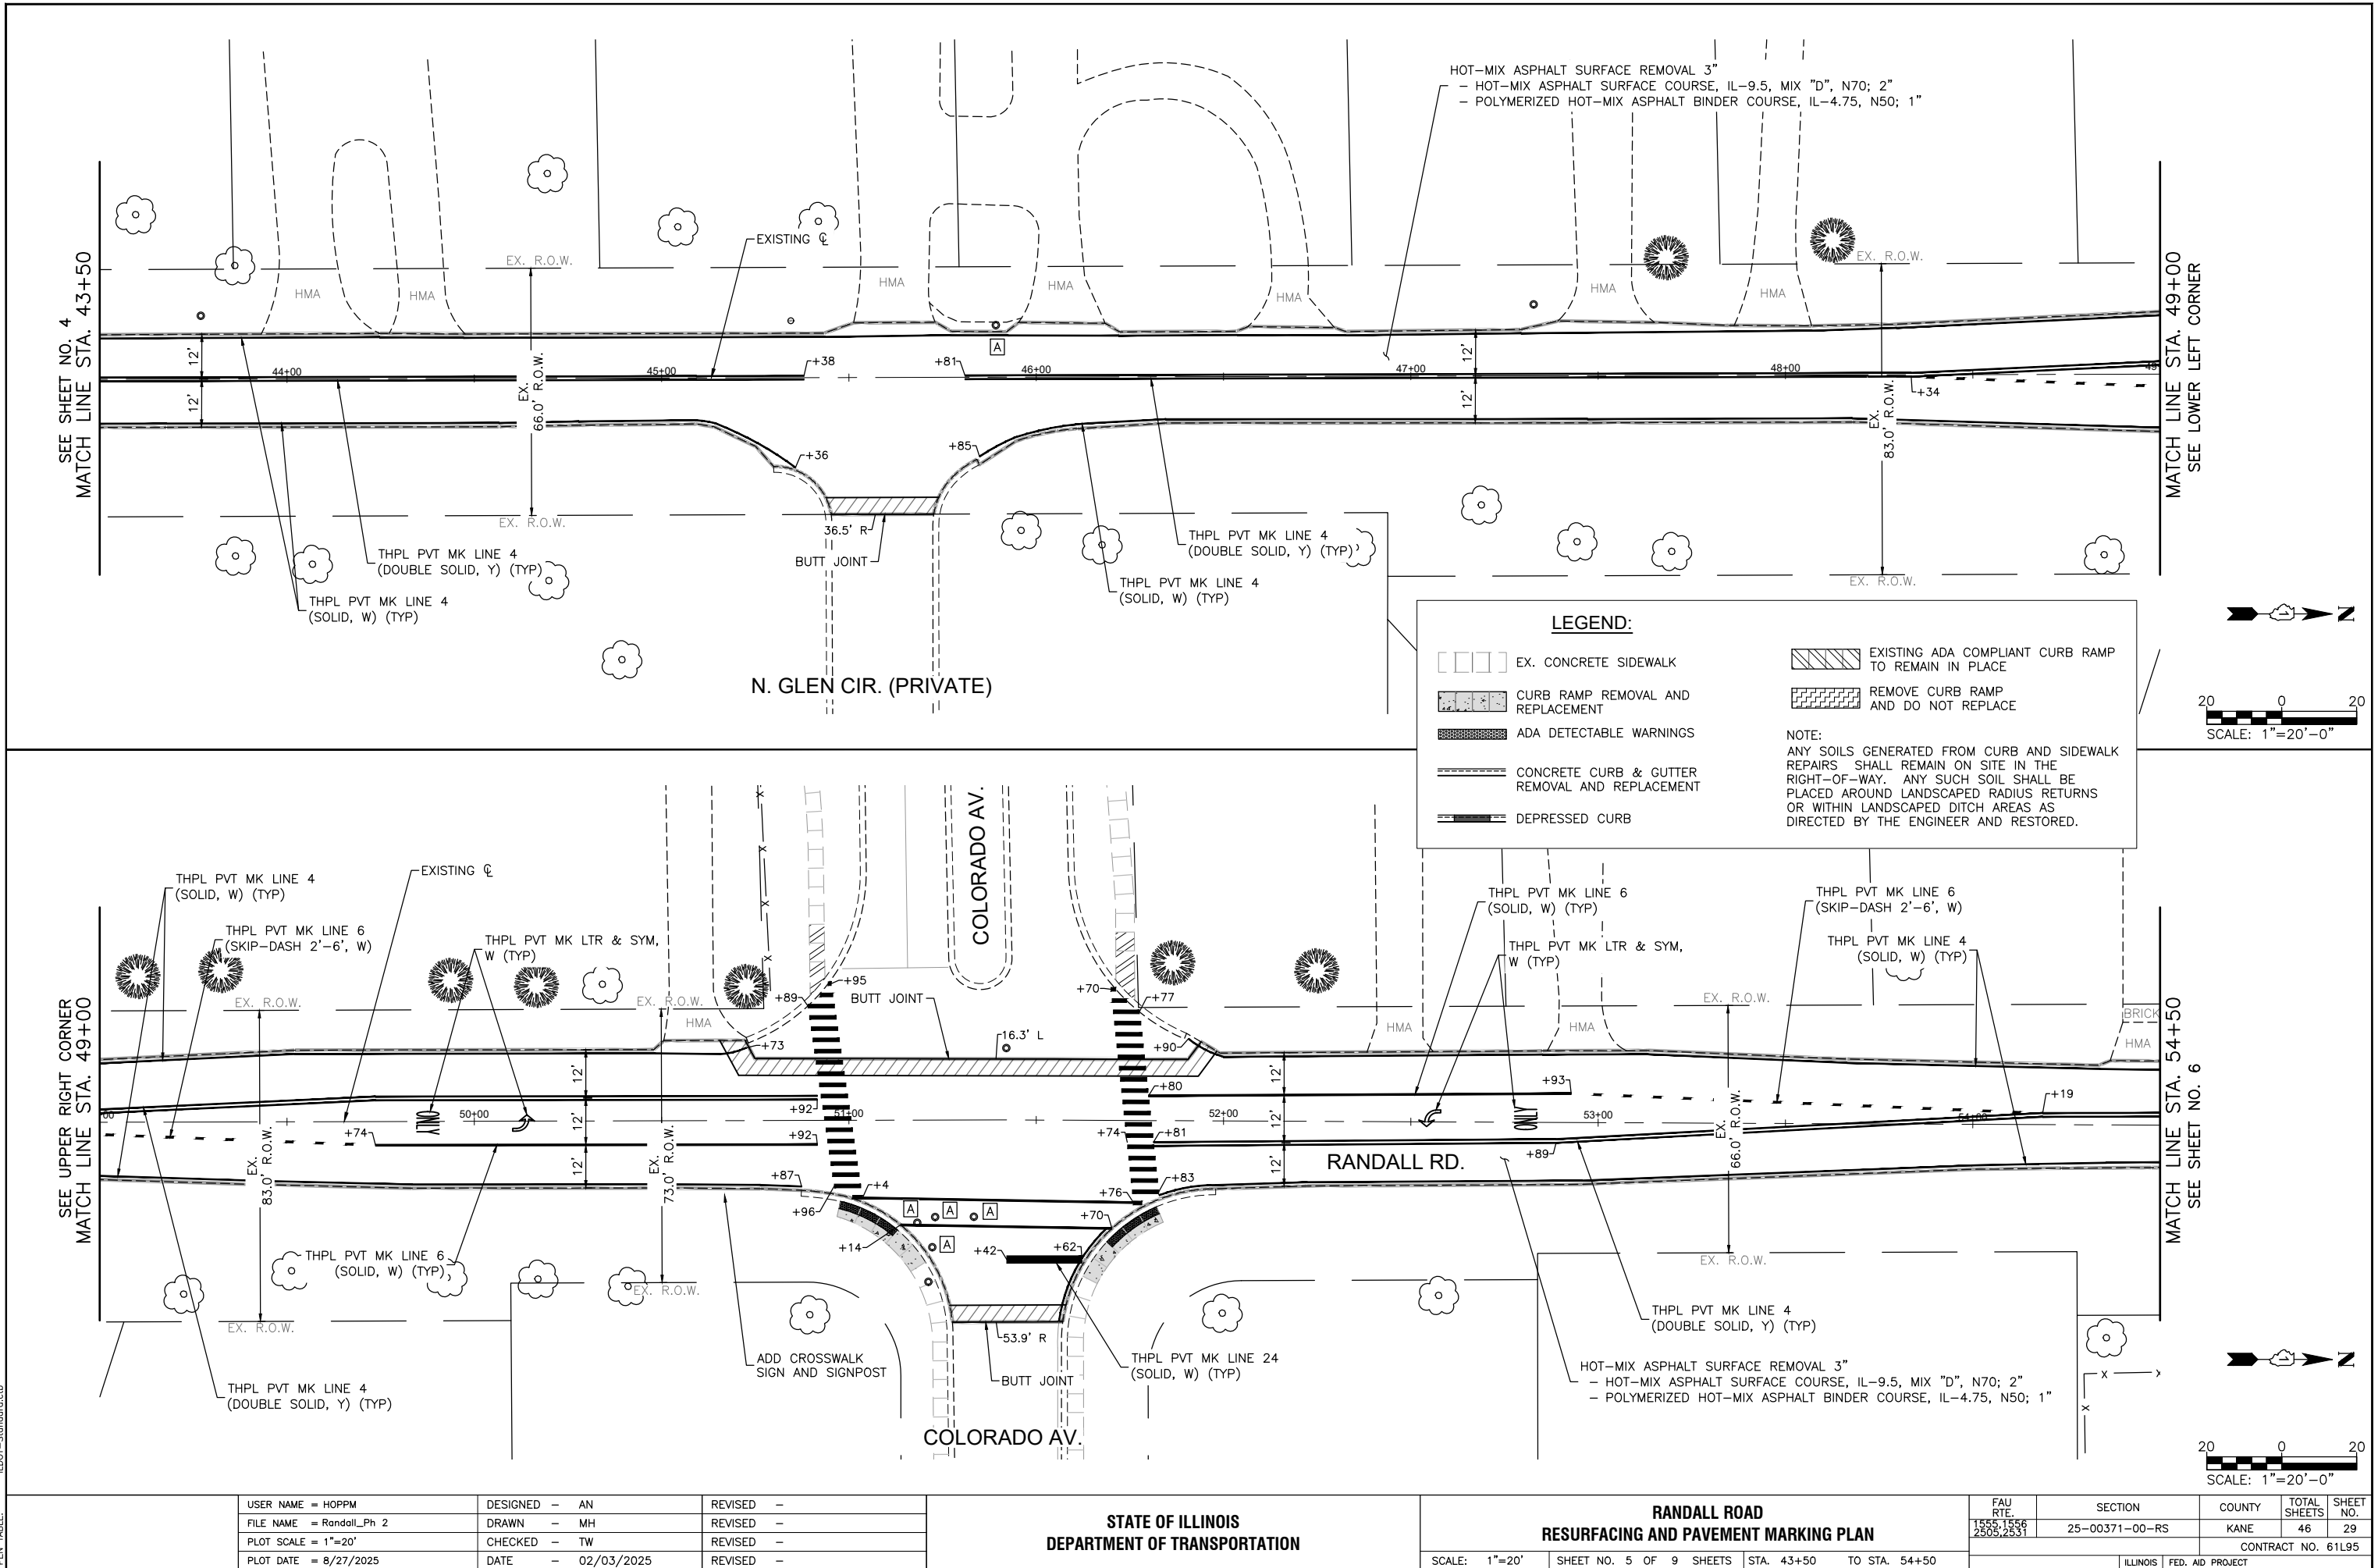 HOT-MIX ASPHALT SURFACE REMOVAL 3"
- HOT-MIX ASPHALT SURFACE COURSE, IL-9.5, MIX "D", N70; 2"
- POLYMERIZED HOT-MIX ASPHALT BINDER COURSE, IL-4.75, N50; 1"
SEE SHEET NO. 4
MATCH LINE STA. 43+50
EXISTING ℄
EX. R.O.W.
EX. R.O.W.
HMA
HMA
HMA
HMA
HMA
HMA
HMA
A
12'
12'
12'
12'
44+00
45+00
46+00
47+00
48+00
49
+38
+81
+34
+36
+85
EX.
66.0' R.O.W.
EX.
83.0' R.O.W.
EX. R.O.W.
EX. R.O.W.
36.5' R
BUTT JOINT
THPL PVT MK LINE 4
(DOUBLE SOLID, Y) (TYP)
THPL PVT MK LINE 4
(SOLID, W) (TYP)
THPL PVT MK LINE 4
(DOUBLE SOLID, Y) (TYP)
THPL PVT MK LINE 4
(SOLID, W) (TYP)
N. GLEN CIR. (PRIVATE)
MATCH LINE STA. 49+00
SEE LOWER LEFT CORNER
N
20 0 20
SCALE: 1"=20'-0"
LEGEND:
EX. CONCRETE SIDEWALK
CURB RAMP REMOVAL AND
REPLACEMENT
ADA DETECTABLE WARNINGS
CONCRETE CURB & GUTTER
REMOVAL AND REPLACEMENT
DEPRESSED CURB
EXISTING ADA COMPLIANT CURB RAMP
TO REMAIN IN PLACE
REMOVE CURB RAMP
AND DO NOT REPLACE
NOTE:
ANY SOILS GENERATED FROM CURB AND SIDEWALK
REPAIRS SHALL REMAIN ON SITE IN THE
RIGHT-OF-WAY. ANY SUCH SOIL SHALL BE
PLACED AROUND LANDSCAPED RADIUS RETURNS
OR WITHIN LANDSCAPED DITCH AREAS AS
DIRECTED BY THE ENGINEER AND RESTORED.
SEE UPPER RIGHT CORNER
MATCH LINE STA. 49+00
THPL PVT MK LINE 4
(SOLID, W) (TYP)
THPL PVT MK LINE 6
(SKIP-DASH 2'-6', W)
EXISTING ℄
THPL PVT MK LTR & SYM,
W (TYP)
COLORADO AV.
THPL PVT MK LINE 6
(SOLID, W) (TYP)
THPL PVT MK LTR & SYM,
W (TYP)
THPL PVT MK LINE 6
(SKIP-DASH 2'-6', W)
THPL PVT MK LINE 4
(SOLID, W) (TYP)
EX. R.O.W.
EX. R.O.W.
EX. R.O.W.
HMA
HMA
HMA
HMA
BRICK
+89
+95
BUTT JOINT
+70
+77
+73
16.3' L
+90
+80
+93
+19
+92
+92
+74
+74
+81
+89
+87
+4
+96
+76
+83
+14
+70
+42
+62
00
50+00
51+00
52+00
53+00
54+00
ONLY
ONLY
12'
12'
12'
12'
12'
12'
EX.
83.0' R.O.W.
EX.
73.0' R.O.W.
EX.
66.0' R.O.W.
RANDALL RD.
A
A
A
A
THPL PVT MK LINE 6
(SOLID, W) (TYP)
EX. R.O.W.
EX. R.O.W.
EX. R.O.W.
53.9' R
BUTT JOINT
ADD CROSSWALK
SIGN AND SIGNPOST
THPL PVT MK LINE 24
(SOLID, W) (TYP)
THPL PVT MK LINE 4
(DOUBLE SOLID, Y) (TYP)
THPL PVT MK LINE 4
(DOUBLE SOLID, Y) (TYP)
HOT-MIX ASPHALT SURFACE REMOVAL 3"
- HOT-MIX ASPHALT SURFACE COURSE, IL-9.5, MIX "D", N70; 2"
- POLYMERIZED HOT-MIX ASPHALT BINDER COURSE, IL-4.75, N50; 1"
COLORADO AV.
MATCH LINE STA. 54+50
SEE SHEET NO. 6
N
20 0 20
SCALE: 1"=20'-0"
USER NAME = HOPPM
FILE NAME = Randall_Ph 2
PLOT SCALE = 1"=20'
PLOT DATE = 8/27/2025
DESIGNED - AN
DRAWN - MH
CHECKED - TW
DATE - 02/03/2025
REVISED -
REVISED -
REVISED -
REVISED -
STATE OF ILLINOIS
DEPARTMENT OF TRANSPORTATION
RANDALL ROAD
RESURFACING AND PAVEMENT MARKING PLAN
SCALE: 1"=20' SHEET NO. 5 OF 9 SHEETS STA. 43+50 TO STA. 54+50
FAU RTE.
1555,1556
2505,2531
SECTION
25-00371-00-RS
COUNTY
KANE
TOTAL SHEETS
46
SHEET NO.
29
CONTRACT NO. 61L95
ILLINOIS FED. AID PROJECT